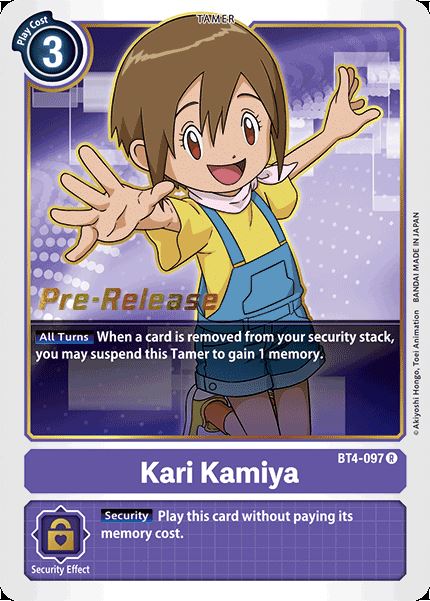 TAMER
Play Cost
3
Pre-Release
All Turns When a card is removed from your security stack,
you may suspend this Tamer to gain 1 memory.
©Akiyoshi Hongo, Toei Animation BANDAI MADE IN JAPAN
BT4-097 R
Kari Kamiya
Security Play this card without paying its
memory cost.
Security Effect